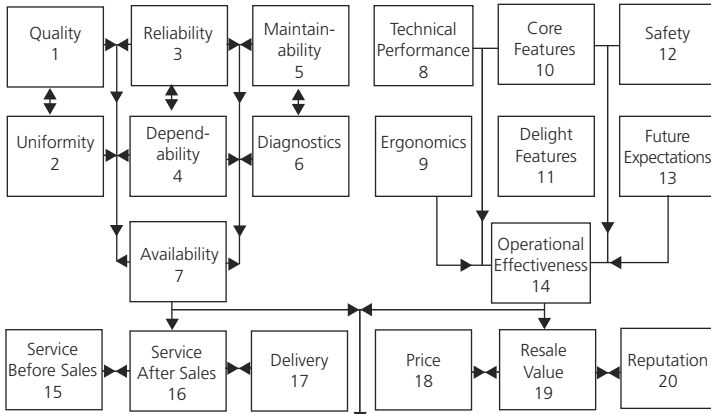 Quality
1
Reliability
3
Maintain-
ability
5
Technical
Performance
8
Core
Features
10
Safety
12
Uniformity
2
Depend-
ability
4
Diagnostics
6
Ergonomics
9
Delight
Features
11
Future
Expectations
13
Availability
7
Operational
Effectiveness
14
Service
Before Sales
15
Service
After Sales
16
Delivery
17
Price
18
Resale
Value
19
Reputation
20